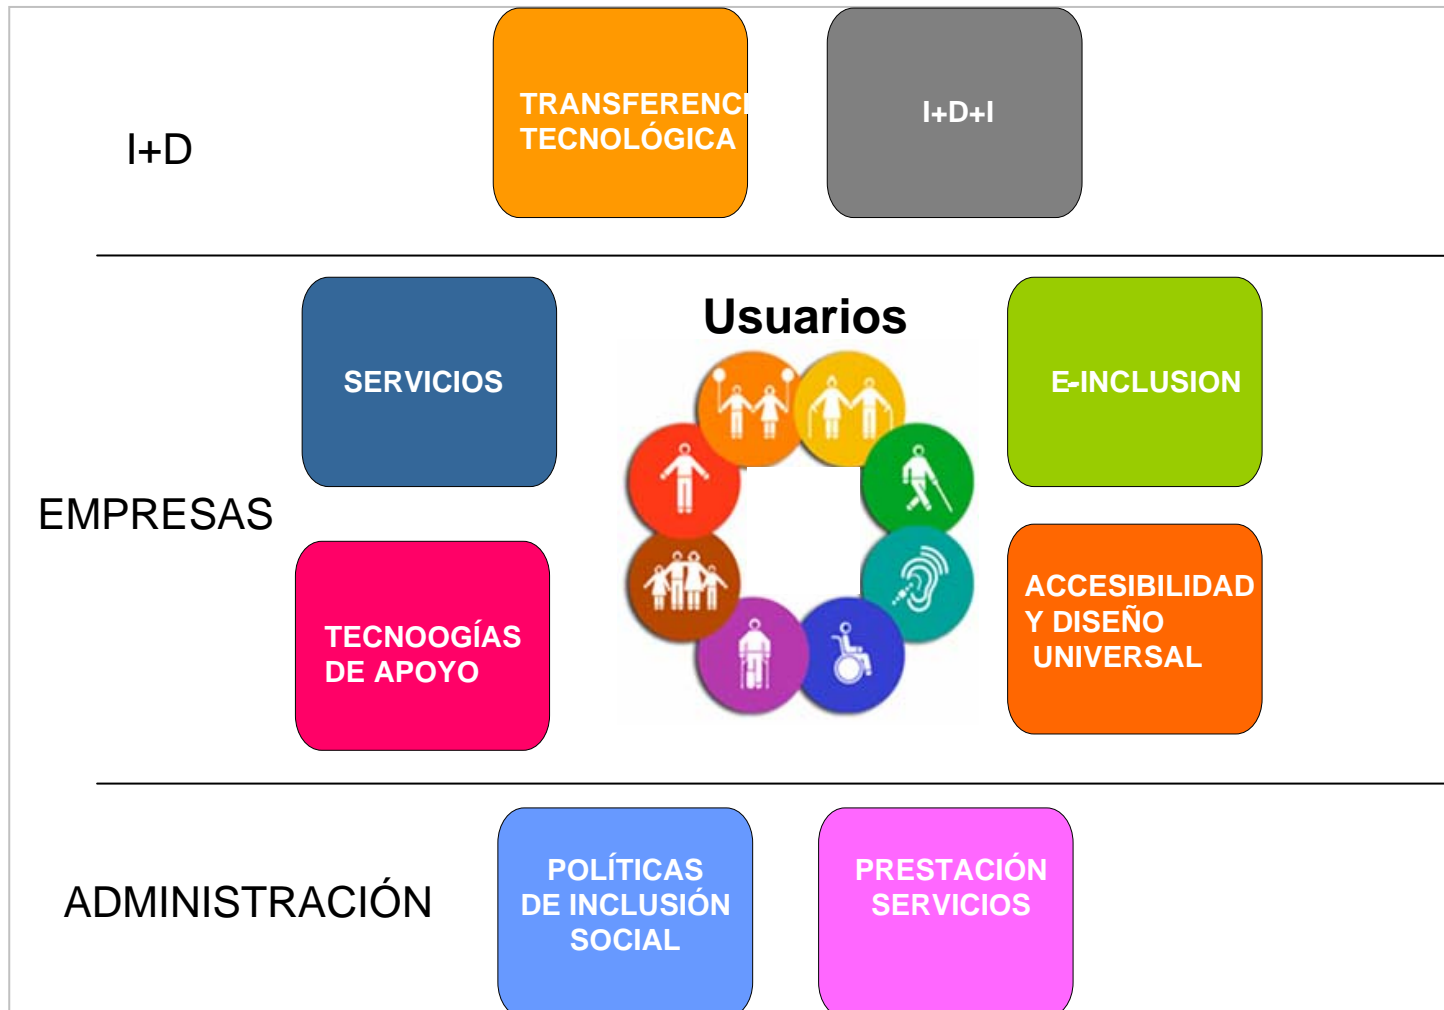 I+D
TRANSFERENCI
TECNOLÓGICA
I+D+I
EMPRESAS
SERVICIOS
Usuarios
E-INCLUSION
TECNOOGÍAS
DE APOYO
ACCESIBILIDAD
Y DISEÑO
UNIVERSAL
ADMINISTRACIÓN
POLÍTICAS
DE INCLUSIÓN
SOCIAL
PRESTACIÓN
SERVICIOS